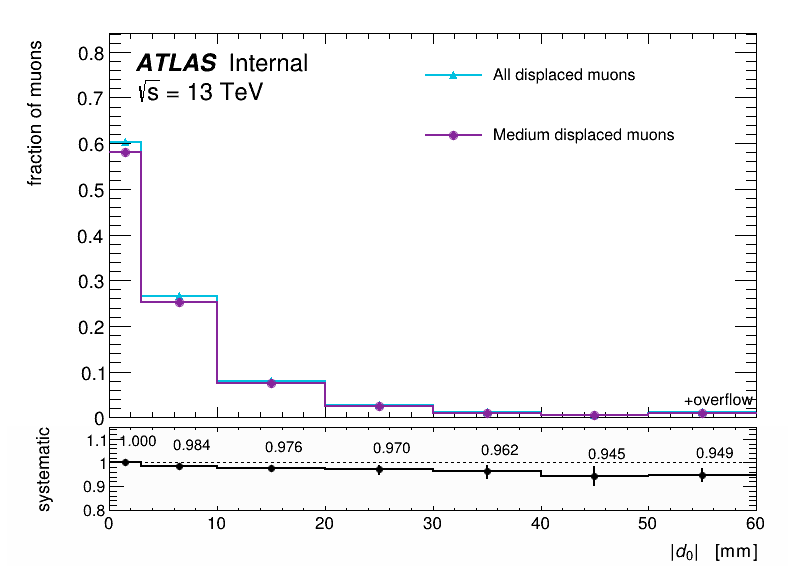 fraction of muons
ATLAS Internal
√s = 13 TeV
All displaced muons
Medium displaced muons
0.8
0.7
0.6
0.5
0.4
0.3
0.2
0.1
0
+overflow
systematic
1.1
1
0.9
0.8
1.000 0.984 0.976 0.970 0.962 0.945 0.949
0 10 20 30 40 50 60
|d₀| [mm]